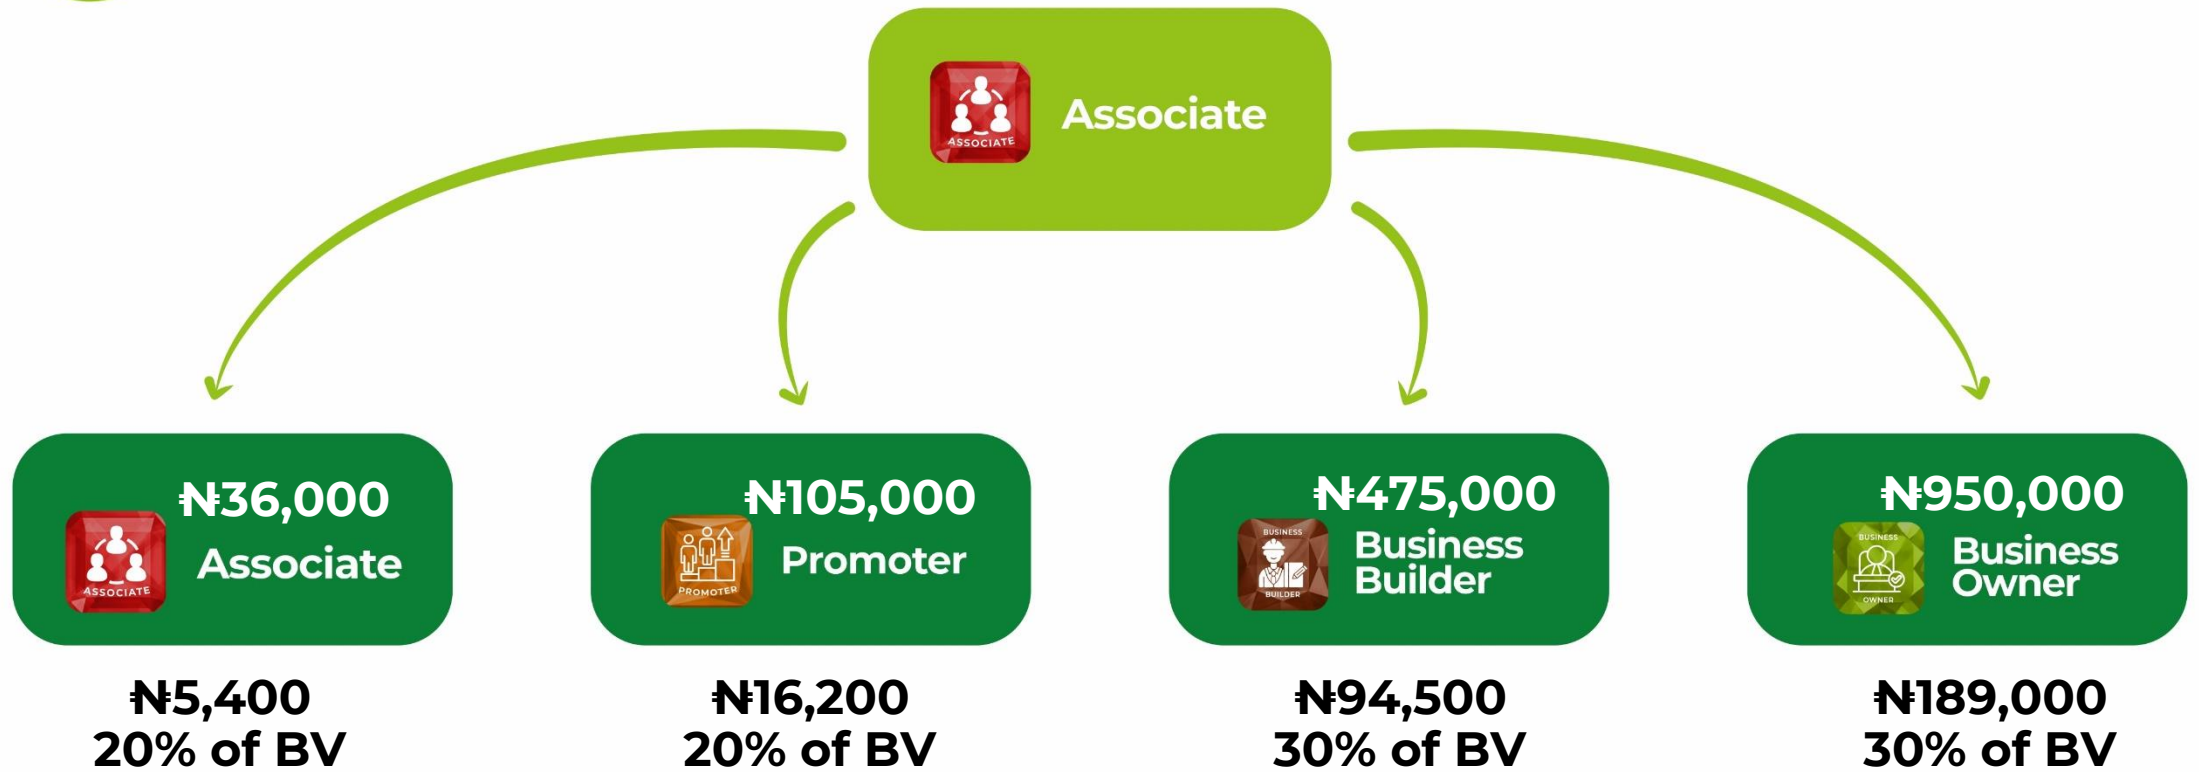 ASSOCIATE
Associate
₦36,000
ASSOCIATE
Associate
₦5,400
20% of BV
₦105,000
PROMOTER
Promoter
₦16,200
20% of BV
₦475,000
BUSINESS
BUILDER
Business
Builder
₦94,500
30% of BV
₦950,000
BUSINESS
OWNER
Business
Owner
₦189,000
30% of BV